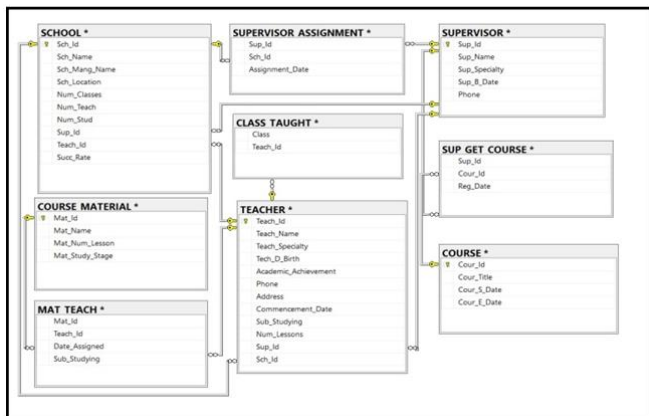 SCHOOL *
Sch_Id
Sch_Name
Sch_Mang_Name
Sch_Location
Num_Classes
Num_Teach
Num_Stud
Sup_Id
Teach_Id
Succ_Rate
SUPERVISOR ASSIGNMENT *
Sup_Id
Sch_Id
Assignment_Date
SUPERVISOR *
Sup_Id
Sup_Name
Sup_Specialty
Sup_B_Date
Phone
CLASS TAUGHT *
Class
Teach_Id
SUP GET COURSE *
Sup_Id
Cour_Id
Reg_Date
COURSE MATERIAL *
Mat_Id
Mat_Name
Mat_Num_Lesson
Mat_Study_Stage
TEACHER *
Teach_Id
Teach_Name
Teach_Specialty
Tech_D_Birth
Academic_Achievement
Phone
Address
Commencement_Date
Sub_Studying
Num_Lessons
Sup_Id
Sch_Id
COURSE *
Cour_Id
Cour_Title
Cour_S_Date
Cour_E_Date
MAT TEACH *
Mat_Id
Teach_Id
Date_Assigned
Sub_Studying